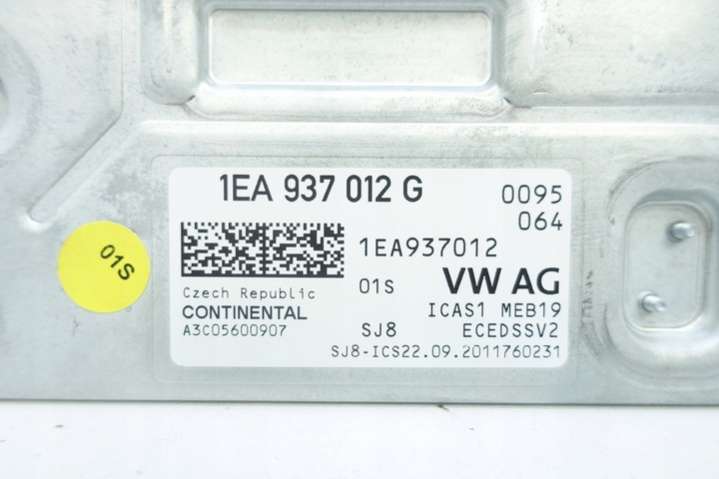 1EA 937 012 G
0095
064
1EA937012
01S
VW AG
Czech Republic
ICAS1 MEB19
CONTINENTAL
A3C05600907
SJ8
ECEDSSV2
SJ8-ICS22.09.2011760231
01S